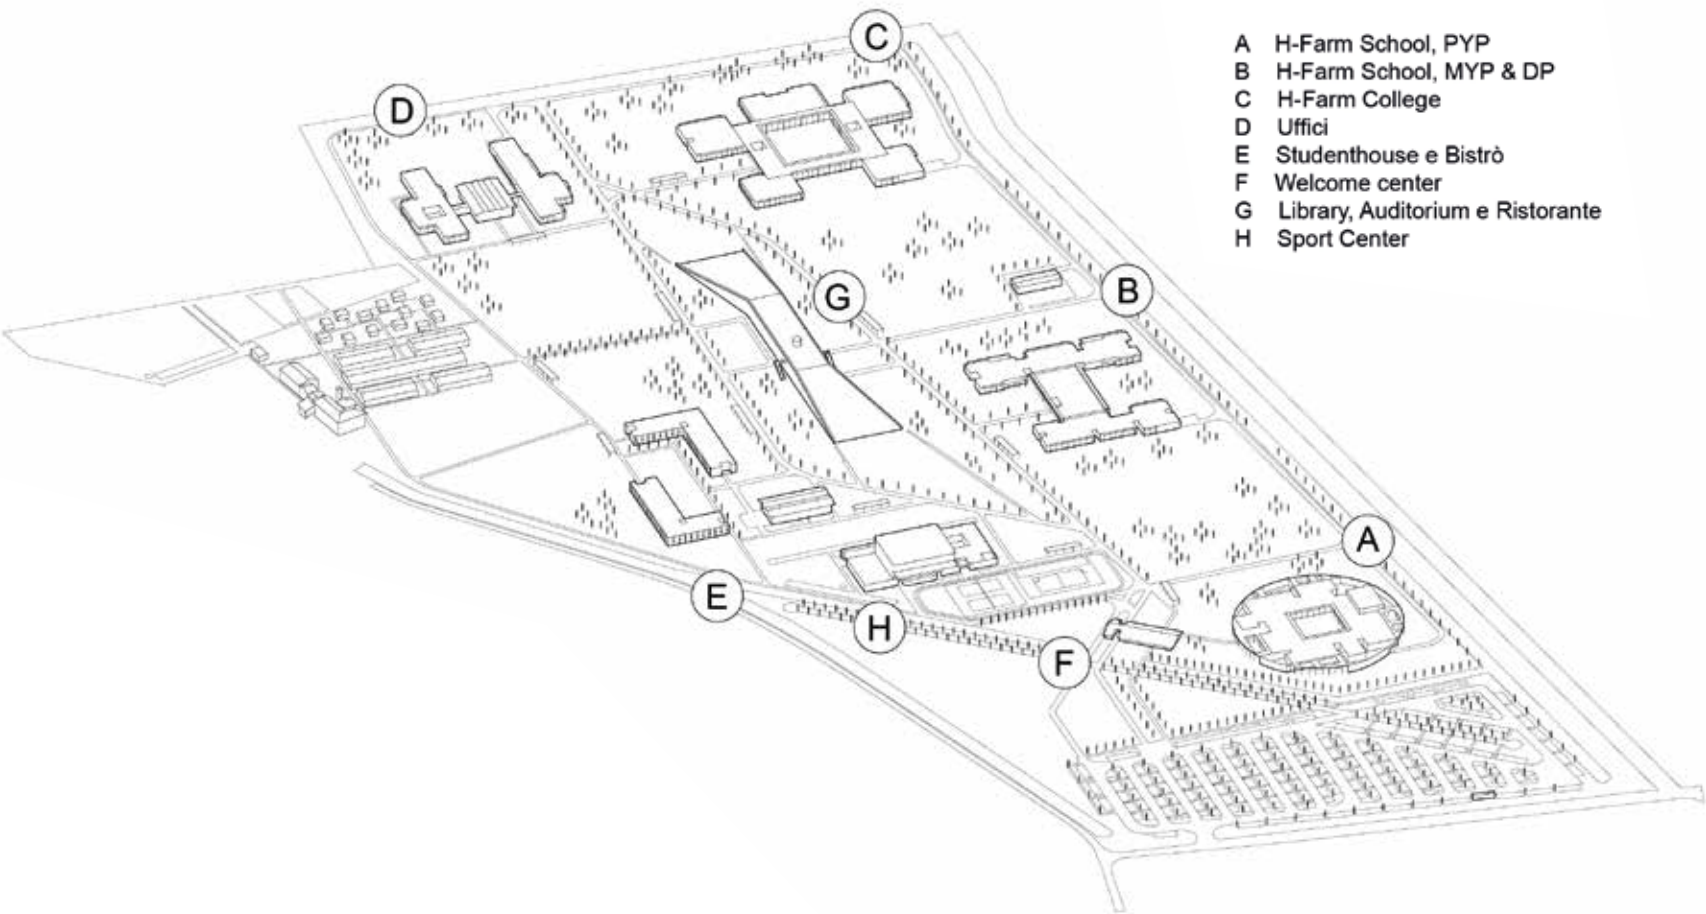 C
D
G
B
A
E
H
F
A H-Farm School, PYP
B H-Farm School, MYP & DP
C H-Farm College
D Uffici
E Studenthouse e Bistrò
F Welcome center
G Library, Auditorium e Ristorante
H Sport Center